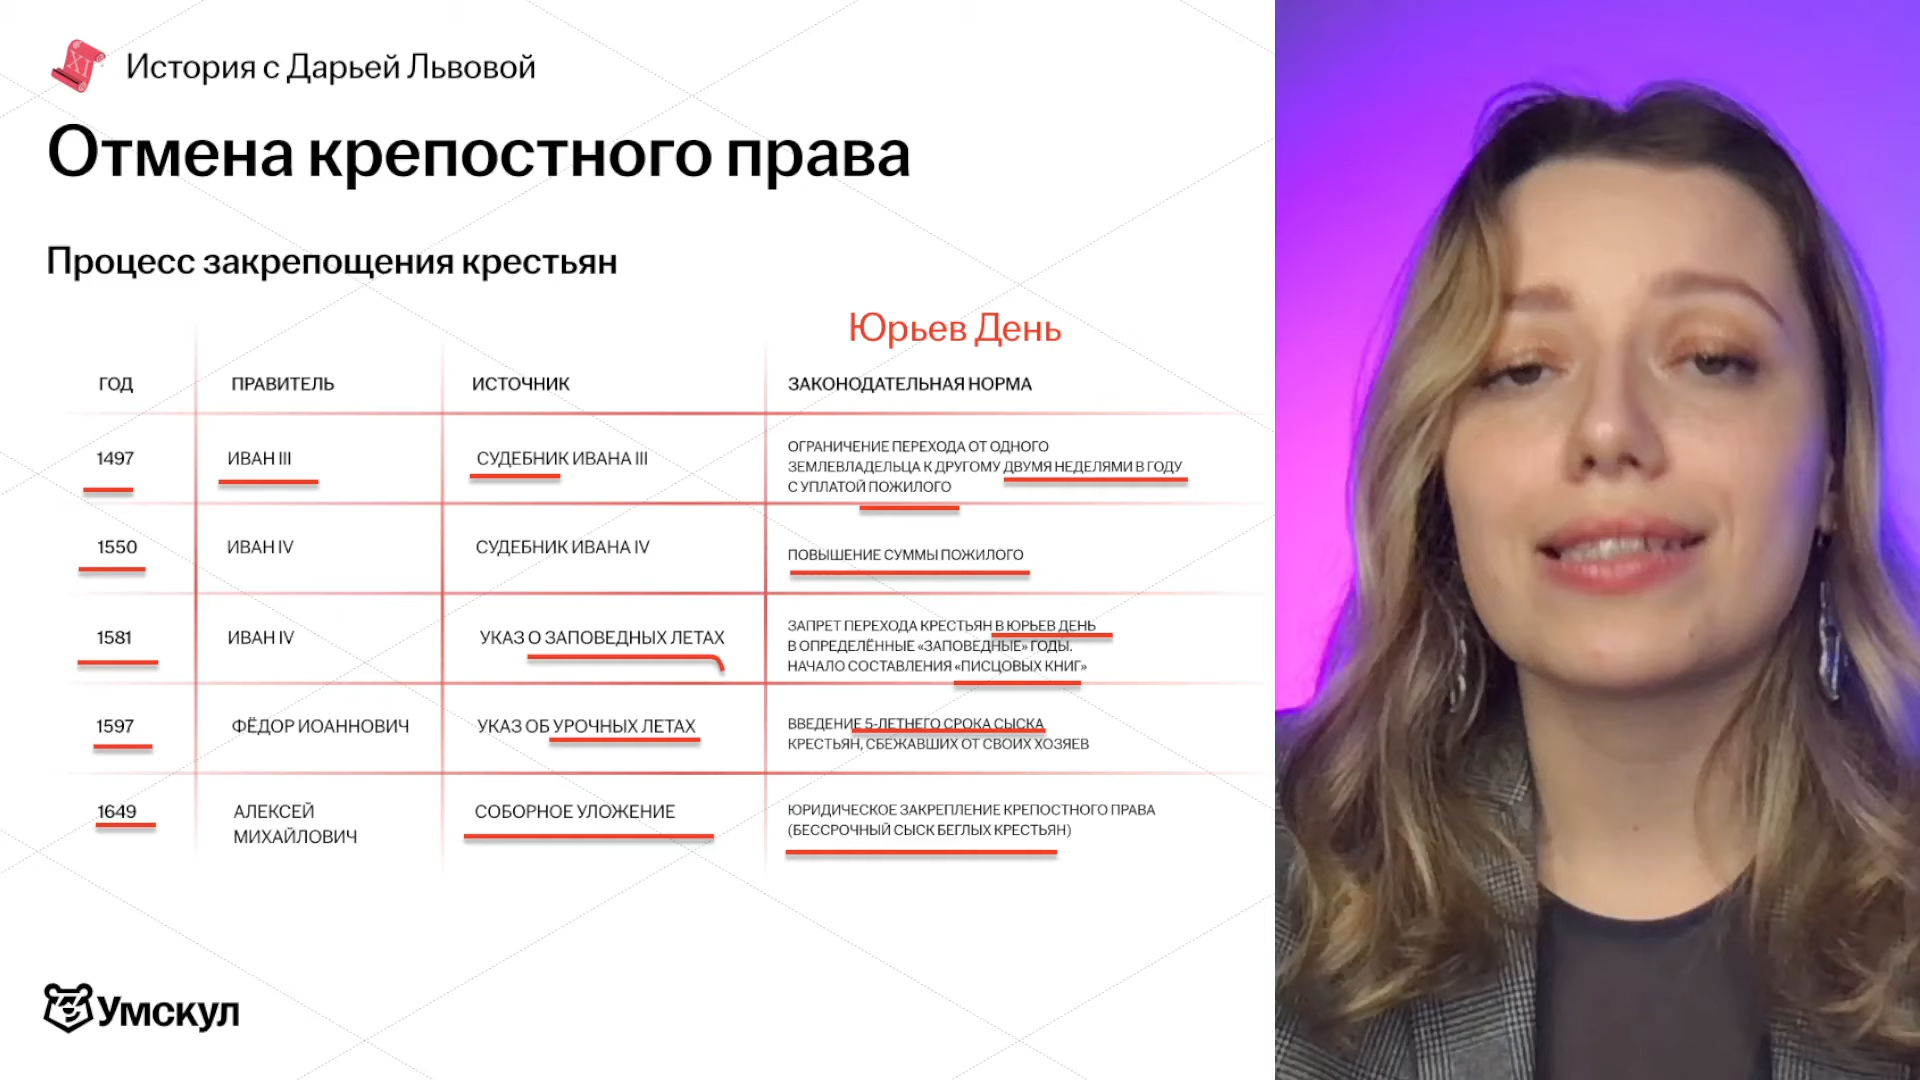 История с Дарьей Львовой
Отмена крепостного права
Процесс закрепощения крестьян
Юрьев День
ГОД
ПРАВИТЕЛЬ
ИСТОЧНИК
ЗАКОНОДАТЕЛЬНАЯ НОРМА
1497
ИВАН III
СУДЕБНИК ИВАНА III
ОГРАНИЧЕНИЕ ПЕРЕХОДА ОТ ОДНОГО
ЗЕМЛЕВЛАДЕЛЬЦА К ДРУГОМУ ДВУМЯ НЕДЕЛЯМИ В ГОДУ
С УПЛАТОЙ ПОЖИЛОГО
1550
ИВАН IV
СУДЕБНИК ИВАНА IV
ПОВЫШЕНИЕ СУММЫ ПОЖИЛОГО
1581
ИВАН IV
УКАЗ О ЗАПОВЕДНЫХ ЛЕТАХ
ЗАПРЕТ ПЕРЕХОДА КРЕСТЬЯН В ЮРЬЕВ ДЕНЬ
В ОПРЕДЕЛЁННЫЕ «ЗАПОВЕДНЫЕ» ГОДЫ.
НАЧАЛО СОСТАВЛЕНИЯ «ПИСЦОВЫХ КНИГ»
1597
ФЁДОР ИОАННОВИЧ
УКАЗ ОБ УРОЧНЫХ ЛЕТАХ
ВВЕДЕНИЕ 5-ЛЕТНЕГО СРОКА СЫСКА
КРЕСТЬЯН, СБЕЖАВШИХ ОТ СВОИХ ХОЗЯЕВ
1649
АЛЕКСЕЙ
МИХАЙЛОВИЧ
СОБОРНОЕ УЛОЖЕНИЕ
ЮРИДИЧЕСКОЕ ЗАКРЕПЛЕНИЕ КРЕПОСТНОГО ПРАВА
(БЕССРОЧНЫЙ СЫСК БЕГЛЫХ КРЕСТЬЯН)
Умскул